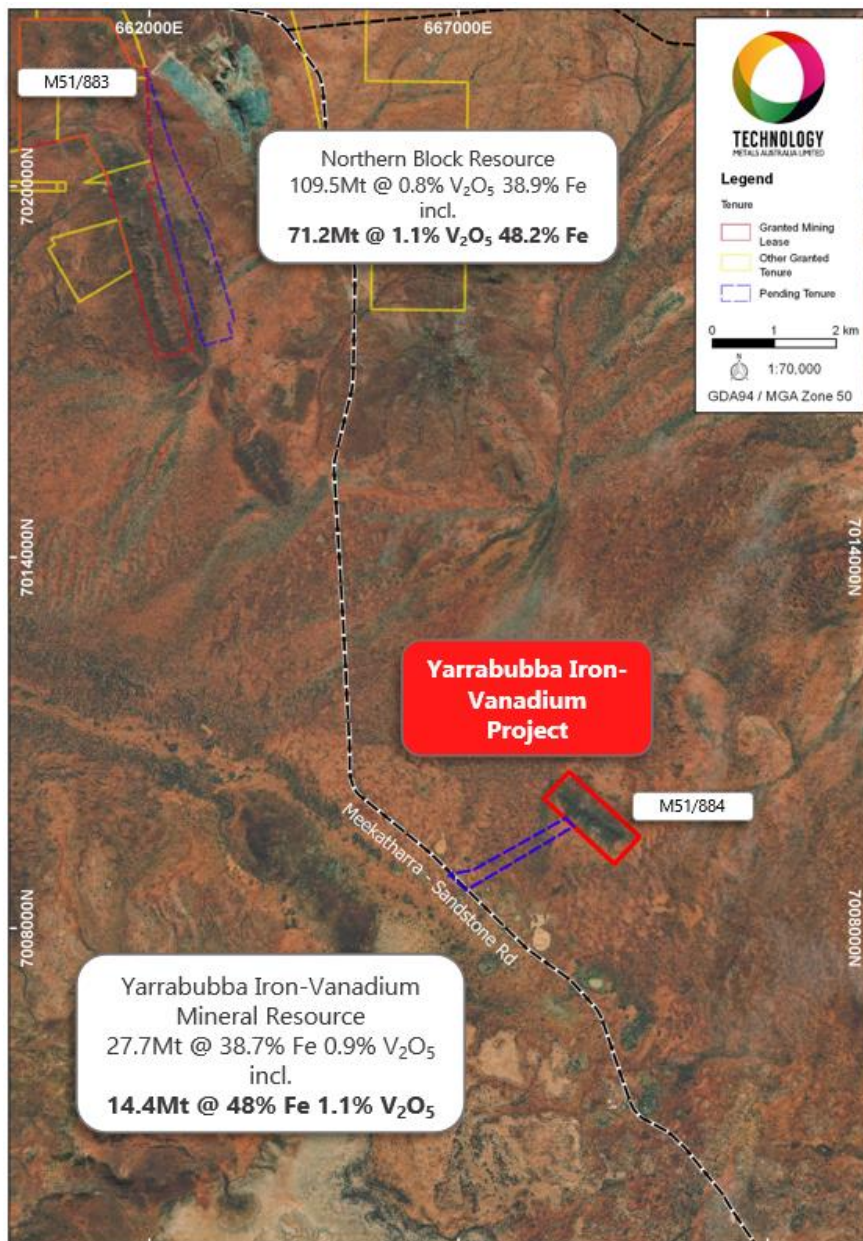 662000E
667000E
M51/883
7020000N
Northern Block Resource
109.5Mt @ 0.8% V₂O₅ 38.9% Fe
incl.
71.2Mt @ 1.1% V₂O₅ 48.2% Fe
TECHNOLOGY
METALS AUSTRALIA LIMITED
Legend
Tenure
Granted Mining
Lease
Other Granted
Tenure
Pending Tenure
0 1 2 km
N
1:70,000
GDA94 / MGA Zone 50
7014000N
7014000N
Yarrabubba Iron-
Vanadium
Project
M51/884
Meekatharra - Sandstone Rd
7008000N
7008000N
Yarrabubba Iron-Vanadium
Mineral Resource
27.7Mt @ 38.7% Fe 0.9% V₂O₅
incl.
14.4Mt @ 48% Fe 1.1% V₂O₅